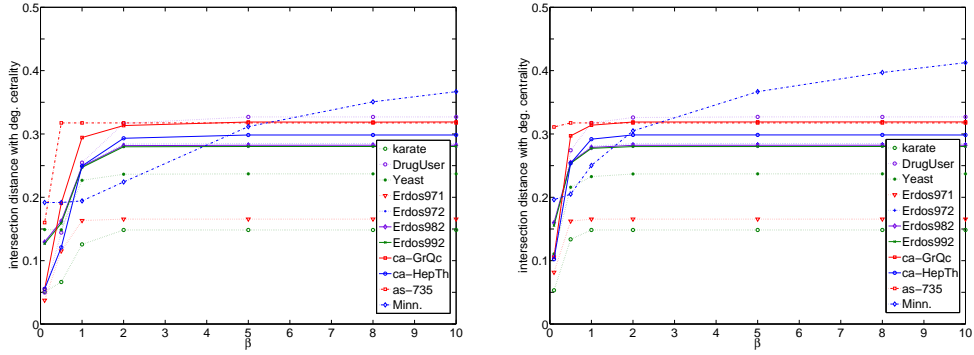 0.5
0.4
0.3
0.2
0.1
0
intersection distance with deg. centrality
0 1 2 3 4 5 6 7 8 9 10
β
karate
DrugUser
Yeast
Erdos971
Erdos972
Erdos982
Erdos992
ca-GrQc
ca-HepTh
as-735
Minn.
0.5
0.4
0.3
0.2
0.1
0
intersection distance with deg. centrality
0 1 2 3 4 5 6 7 8 9 10
β
karate
DrugUser
Yeast
Erdos971
Erdos972
Erdos982
Erdos992
ca-GrQc
ca-HepTh
as-735
Minn.